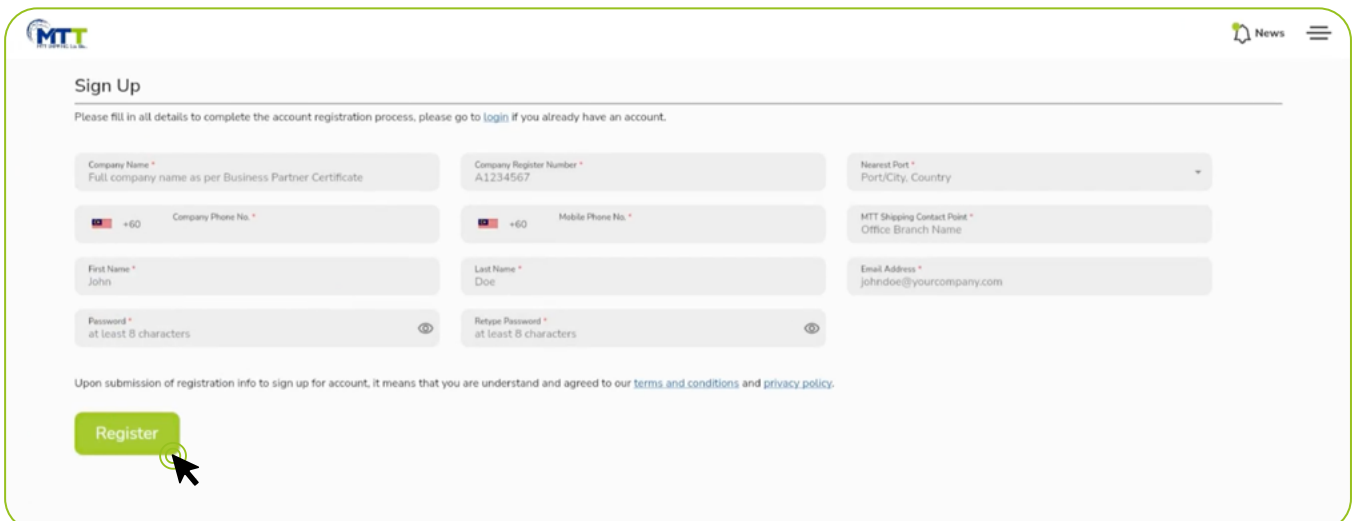 MTT
News
Sign Up
Please fill in all details to complete the account registration process, please go to login if you already have an account.
Company Name *
Full company name as per Business Partner Certificate
Company Register Number *
A1234567
Nearest Port *
Port/City, Country
+60
Company Phone No. *
+60
Mobile Phone No. *
MTT Shipping Contact Point *
Office Branch Name
First Name *
John
Last Name *
Doe
Email Address *
johndoe@yourcompany.com
Password *
at least 8 characters
Retype Password *
at least 8 characters
Upon submission of registration info to sign up for account, it means that you are understand and agreed to our terms and conditions and privacy policy.
Register